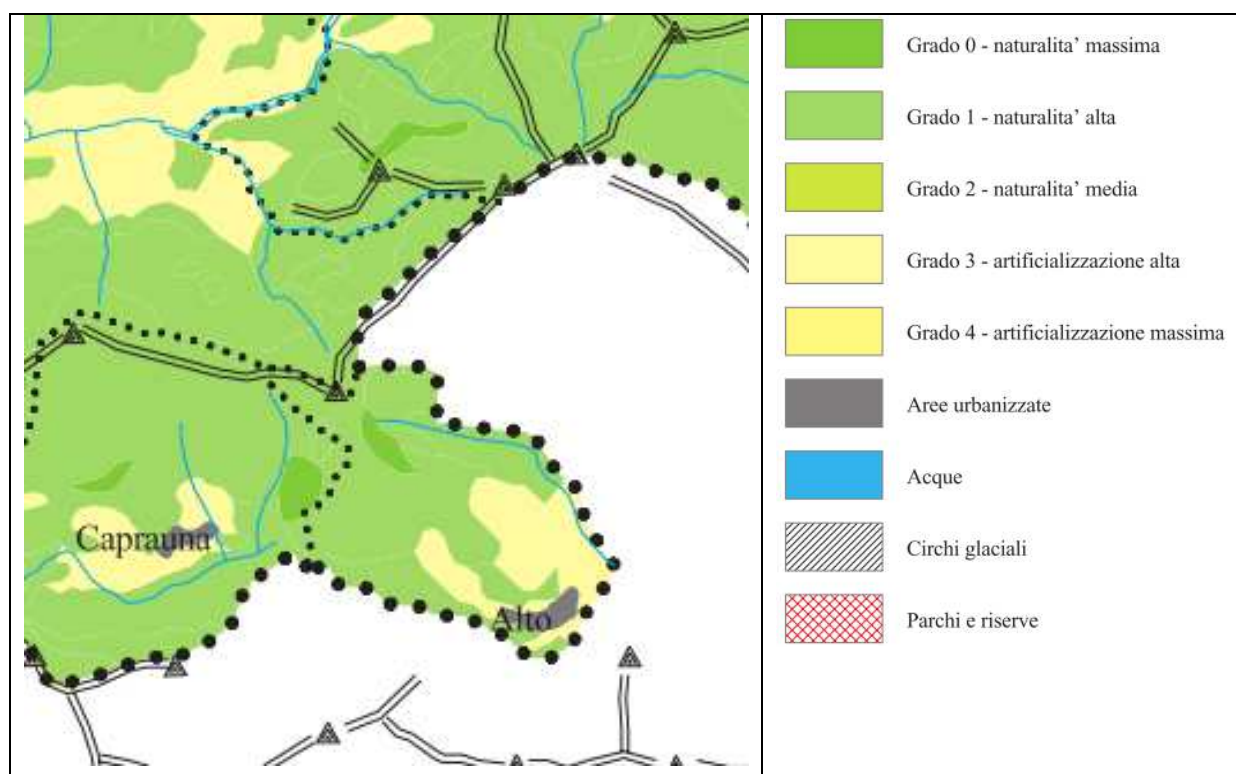 Caprauna
Alto
Grado 0 - naturalita' massima
Grado 1 - naturalita' alta
Grado 2 - naturalita' media
Grado 3 - artificializzazione alta
Grado 4 - artificializzazione massima
Aree urbanizzate
Acque
Circhi glaciali
Parchi e riserve